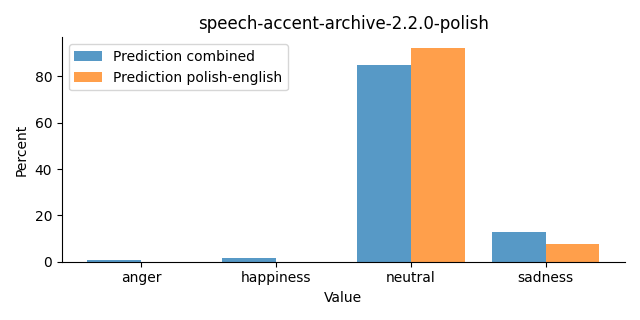 speech-accent-archive-2.2.0-polish
Prediction combined
Prediction polish-english
Percent
80
60
40
20
0
anger happiness neutral sadness
Value